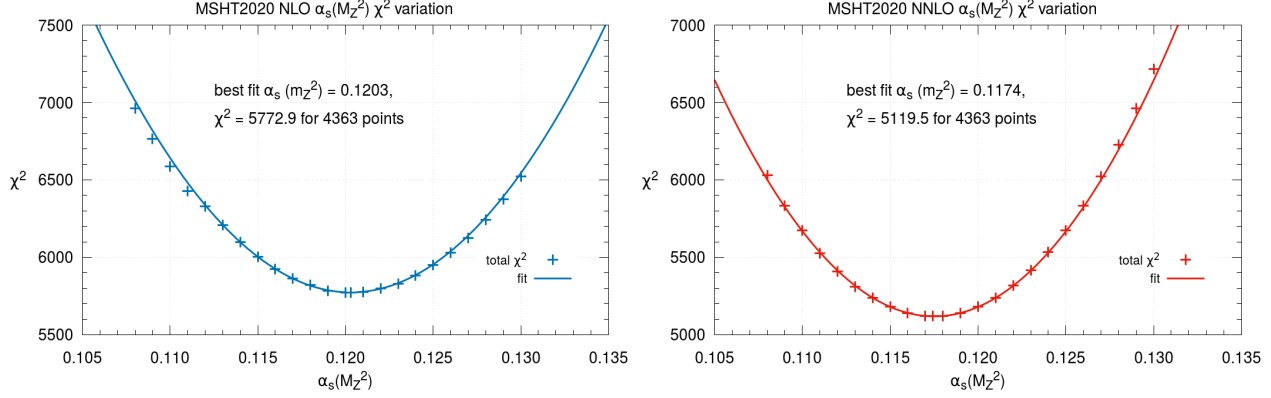 MSHT2020 NLO αs(MZ²) χ² variation
7500
7000
6500
6000
5500
χ²
best fit αs (mZ²) = 0.1203,
χ² = 5772.9 for 4363 points
total χ²
fit
0.105 0.110 0.115 0.120 0.125 0.130 0.135
αs(MZ²)
MSHT2020 NNLO αs(MZ²) χ² variation
7000
6500
6000
5500
5000
χ²
best fit αs (mZ²) = 0.1174,
χ² = 5119.5 for 4363 points
total χ²
fit
0.105 0.110 0.115 0.120 0.125 0.130 0.135
αs(MZ²)